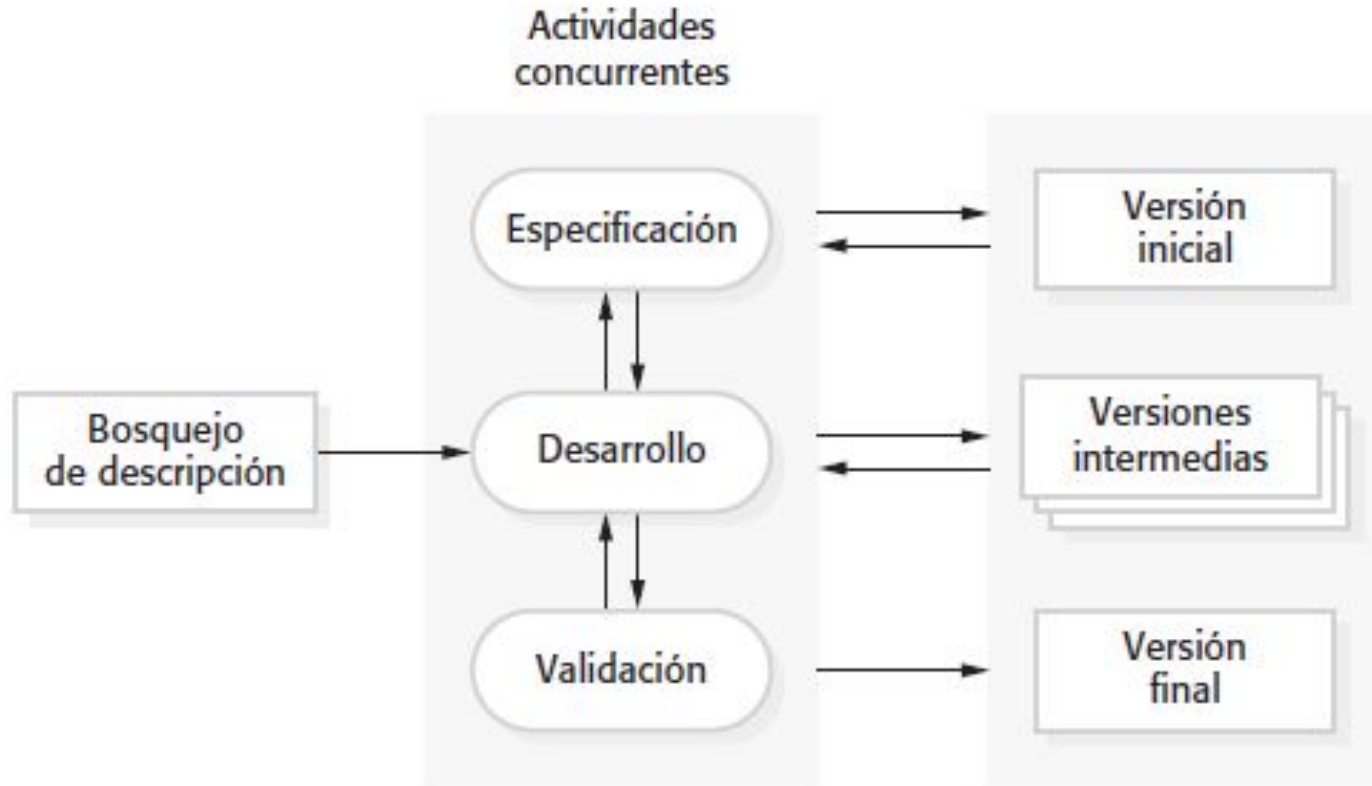 Actividades
concurrentes
Especificación
Versión
inicial
Bosquejo
de descripción
Desarrollo
Versiones
intermedias
Validación
Versión
final